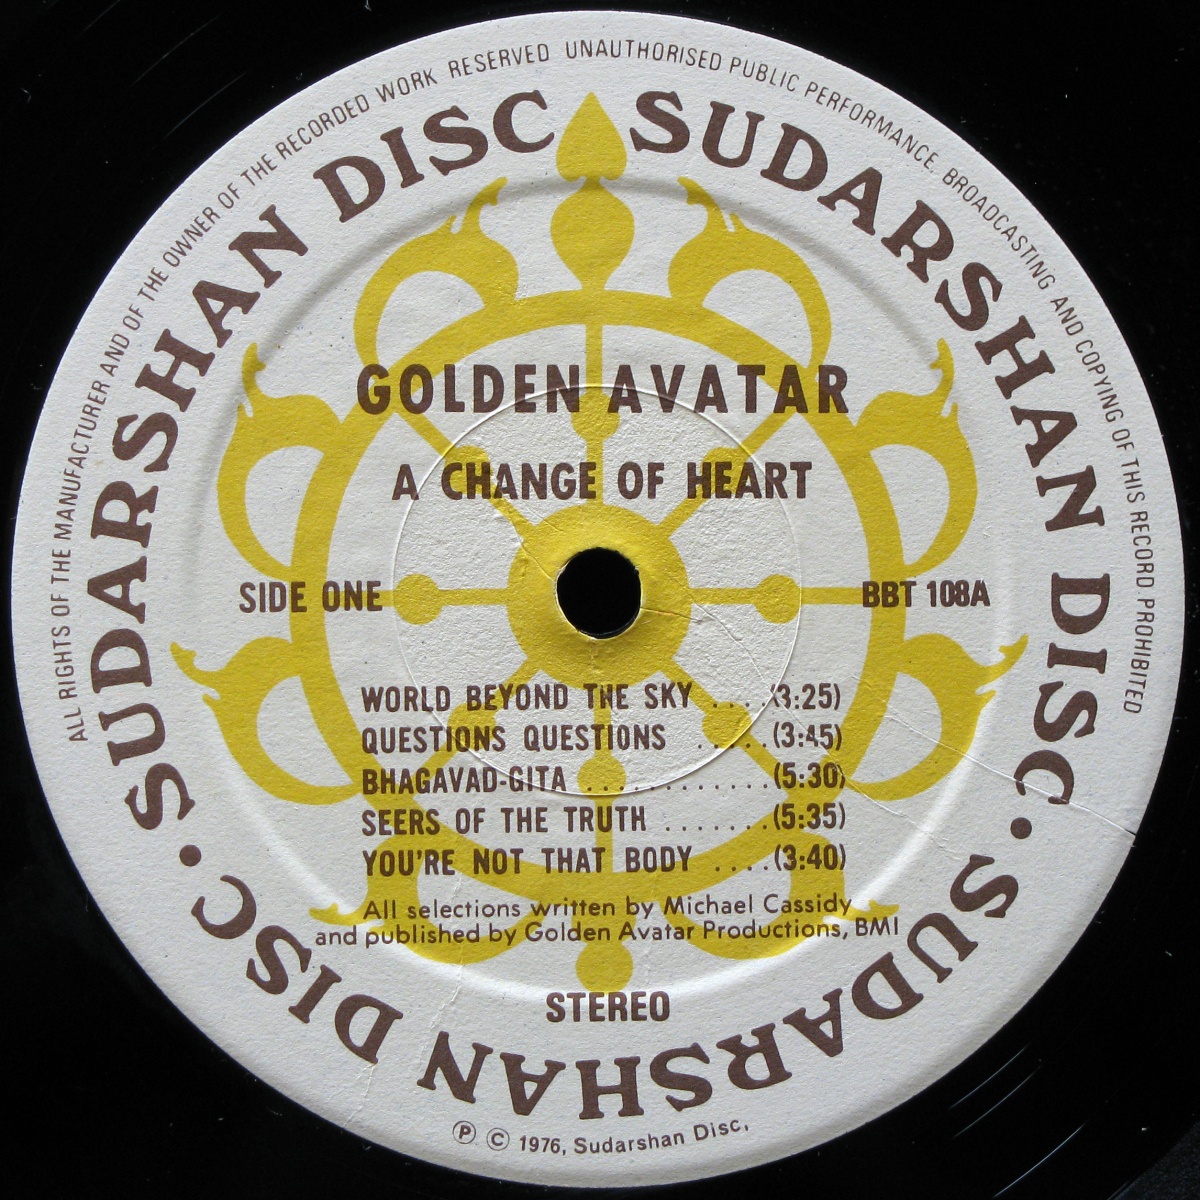 ALL RIGHTS OF THE MANUFACTURER AND OF THE OWNER OF THE RECORDED WORK RESERVED UNAUTHORISED PUBLIC PERFORMANCE. BROADCASTING AND COPYING OF THIS RECORD PROHIBITED
SUDARSHAN DISC • SUDARSHAN DISC • SUDARSHAN DISC
GOLDEN AVATAR
A CHANGE OF HEART
SIDE ONE BBT 108A
WORLD BEYOND THE SKY ....(3:25)
QUESTIONS QUESTIONS .....(3:45)
BHAGAVAD-GITA ............(5:30)
SEERS OF THE TRUTH .......(5:35)
YOU'RE NOT THAT BODY ....(3:40)
All selections written by Michael Cassidy
and published by Golden Avatar Productions, BMI
STEREO
Ⓟ © 1976, Sudarshan Disc,